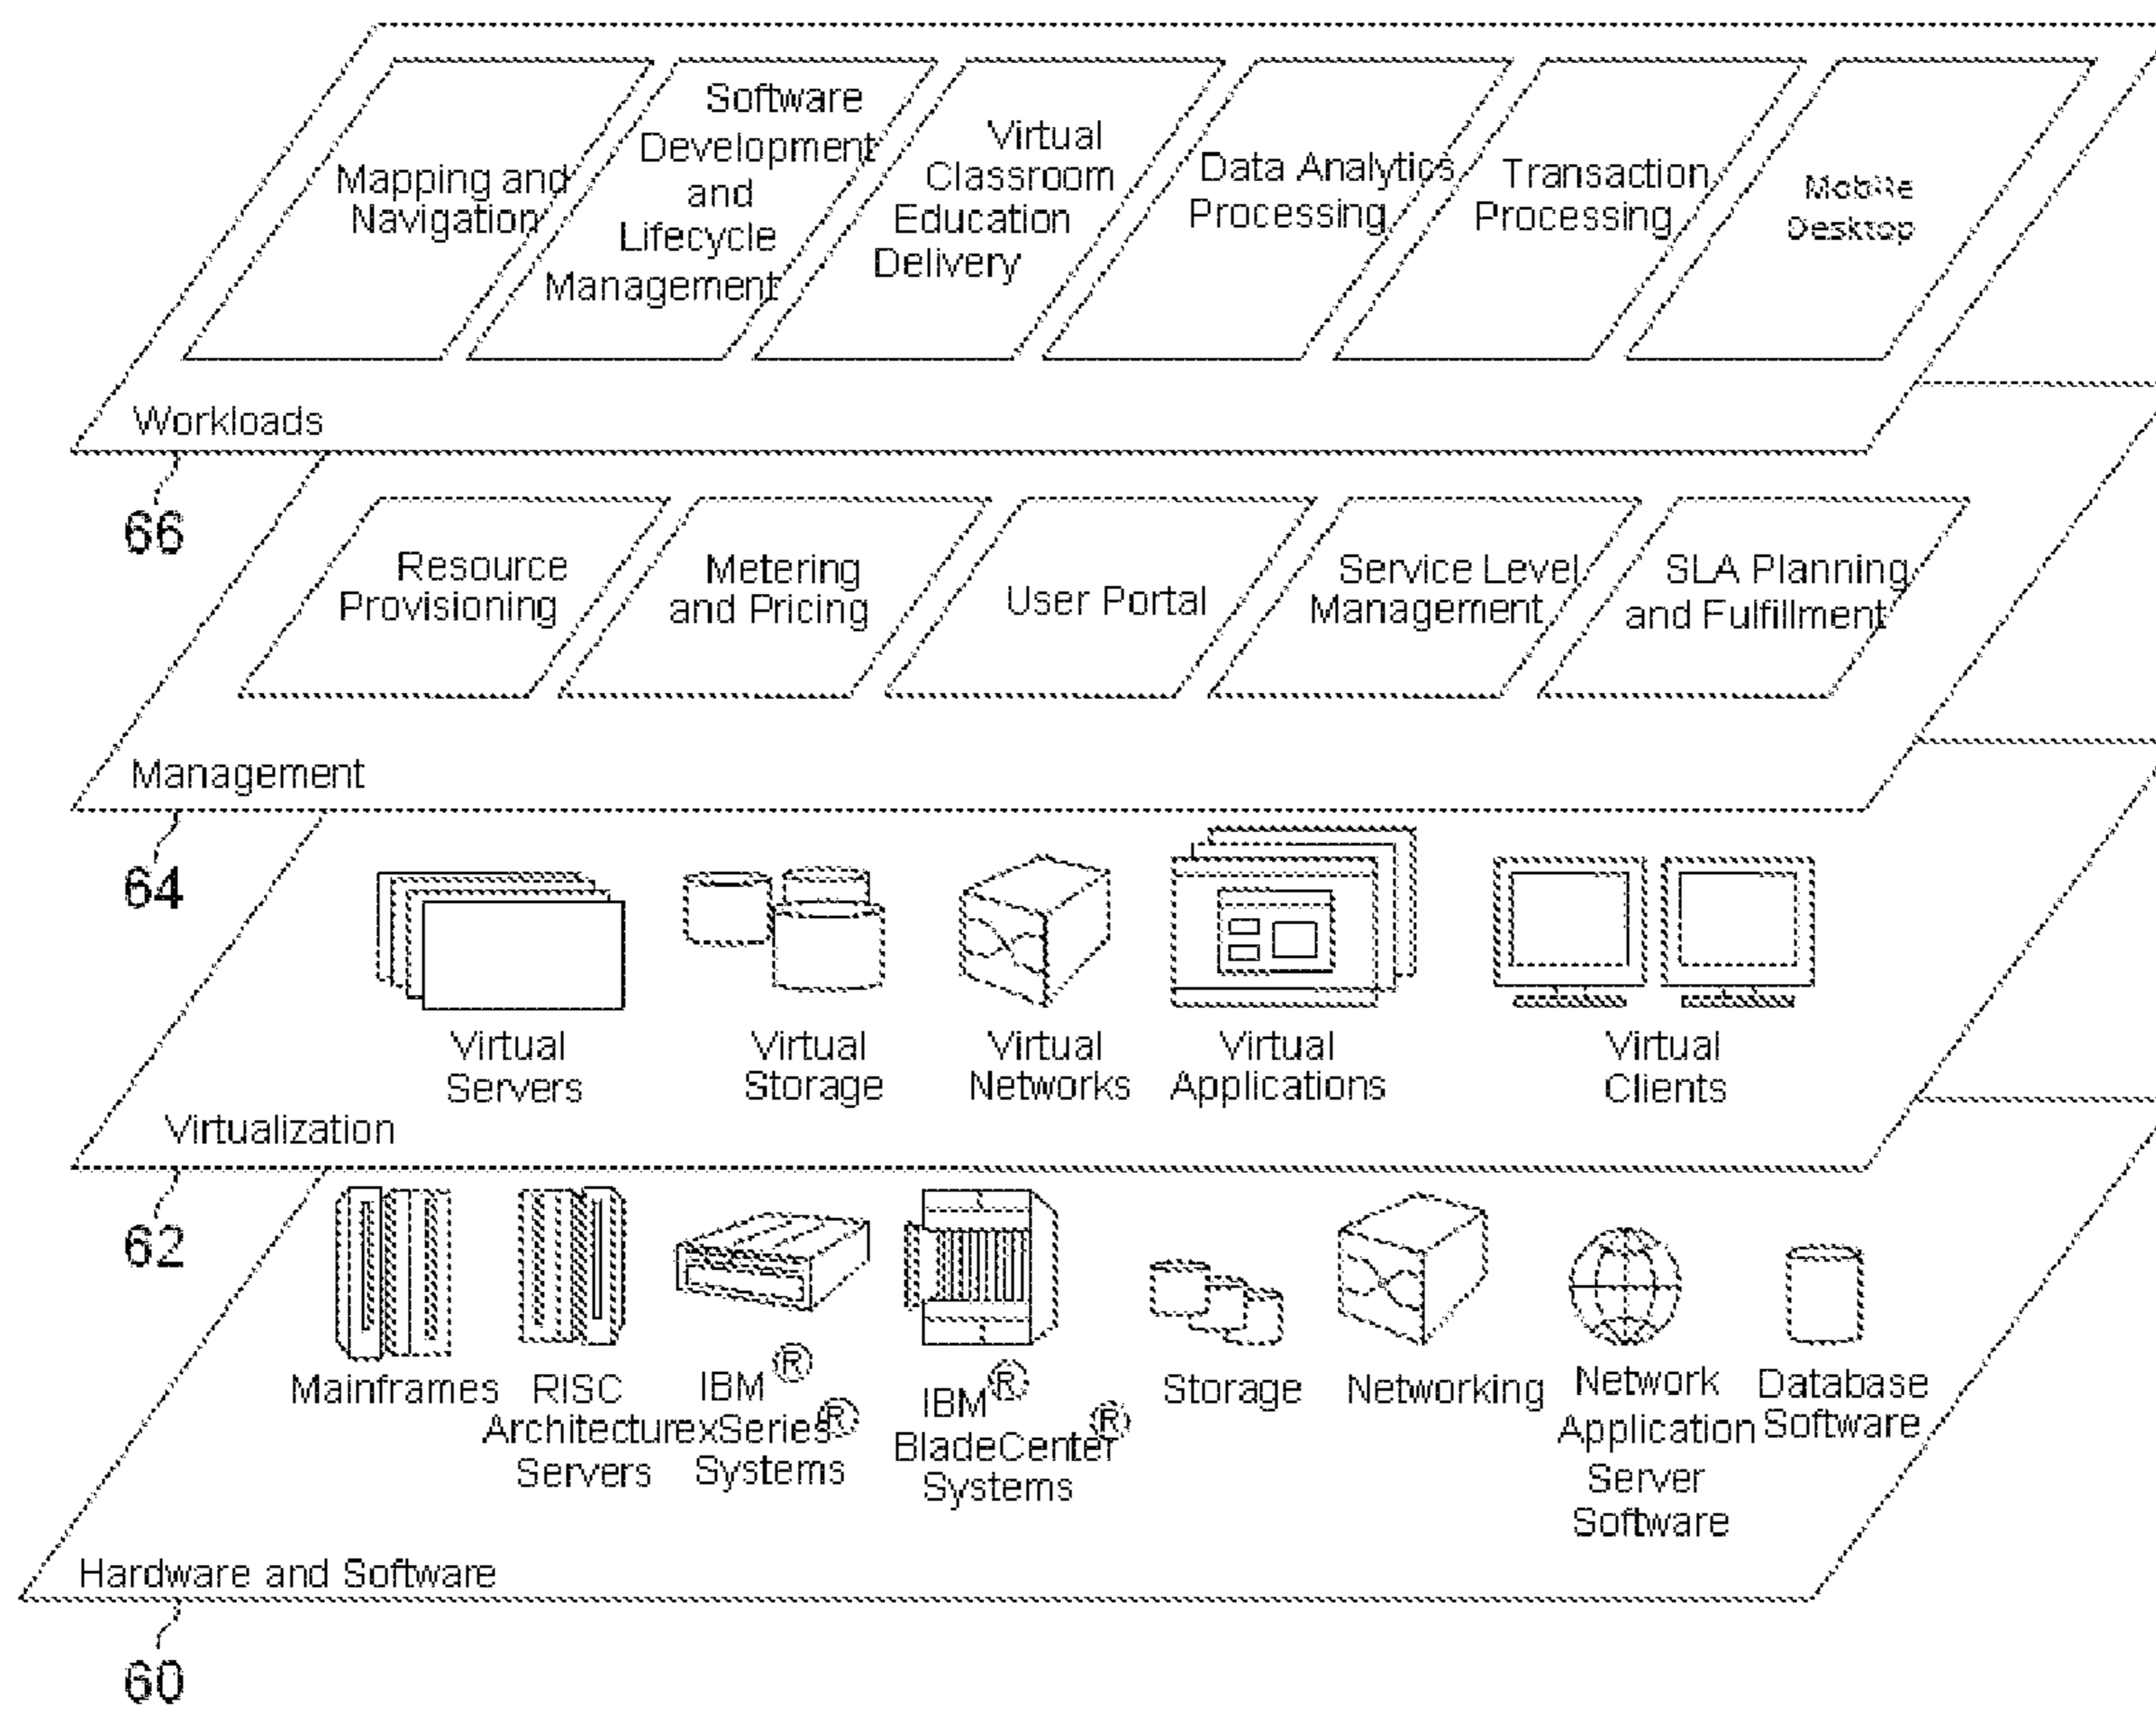 Mapping and
Navigation
Software
Development
and
Lifecycle
Management
Virtual
Classroom
Education
Delivery
Data Analytics
Processing
Transaction
Processing
Mobile
Desktop
Workloads
66
Resource
Provisioning
Metering
and Pricing
User Portal
Service Level
Management
SLA Planning
and Fulfillment
Management
64
Virtual
Servers
Virtual
Storage
Virtual
Networks
Virtual
Applications
Virtual
Clients
Virtualization
62
Mainframes
RISC
Architecture
Servers
IBM®
xSeries®
Systems
IBM®
BladeCenter®
Systems
Storage
Networking
Network
Application
Server
Software
Database
Software
Hardware and Software
60